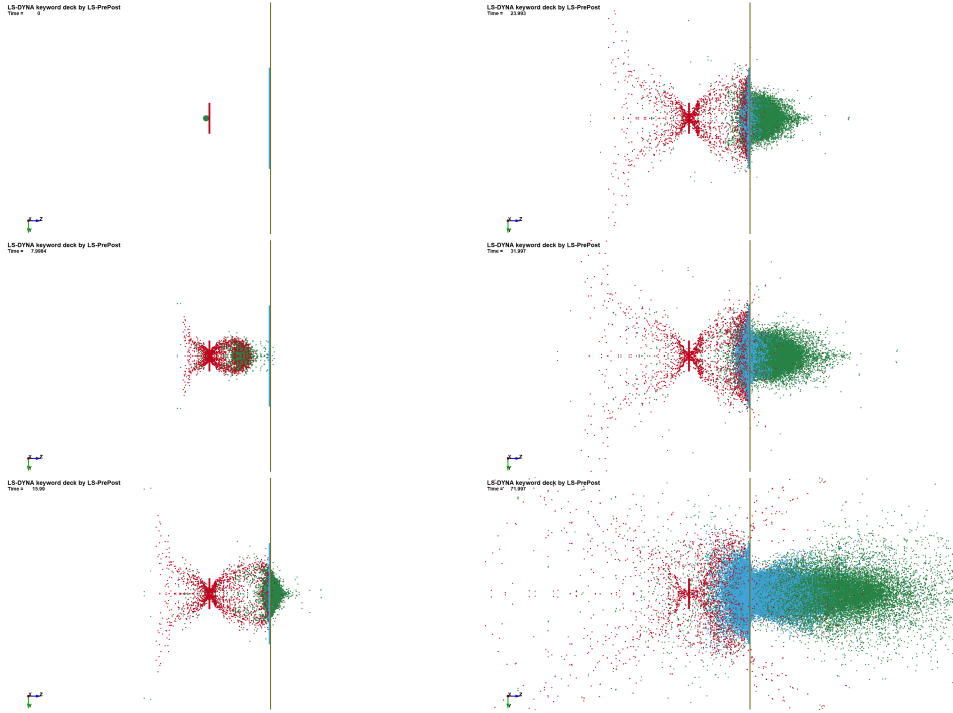 LS-DYNA keyword deck by LS-PrePost
Time = 0
LS-DYNA keyword deck by LS-PrePost
Time = 23.993
LS-DYNA keyword deck by LS-PrePost
Time = 7.9984
LS-DYNA keyword deck by LS-PrePost
Time = 31.997
LS-DYNA keyword deck by LS-PrePost
Time = 15.99
LS-DYNA keyword deck by LS-PrePost
Time = 71.997